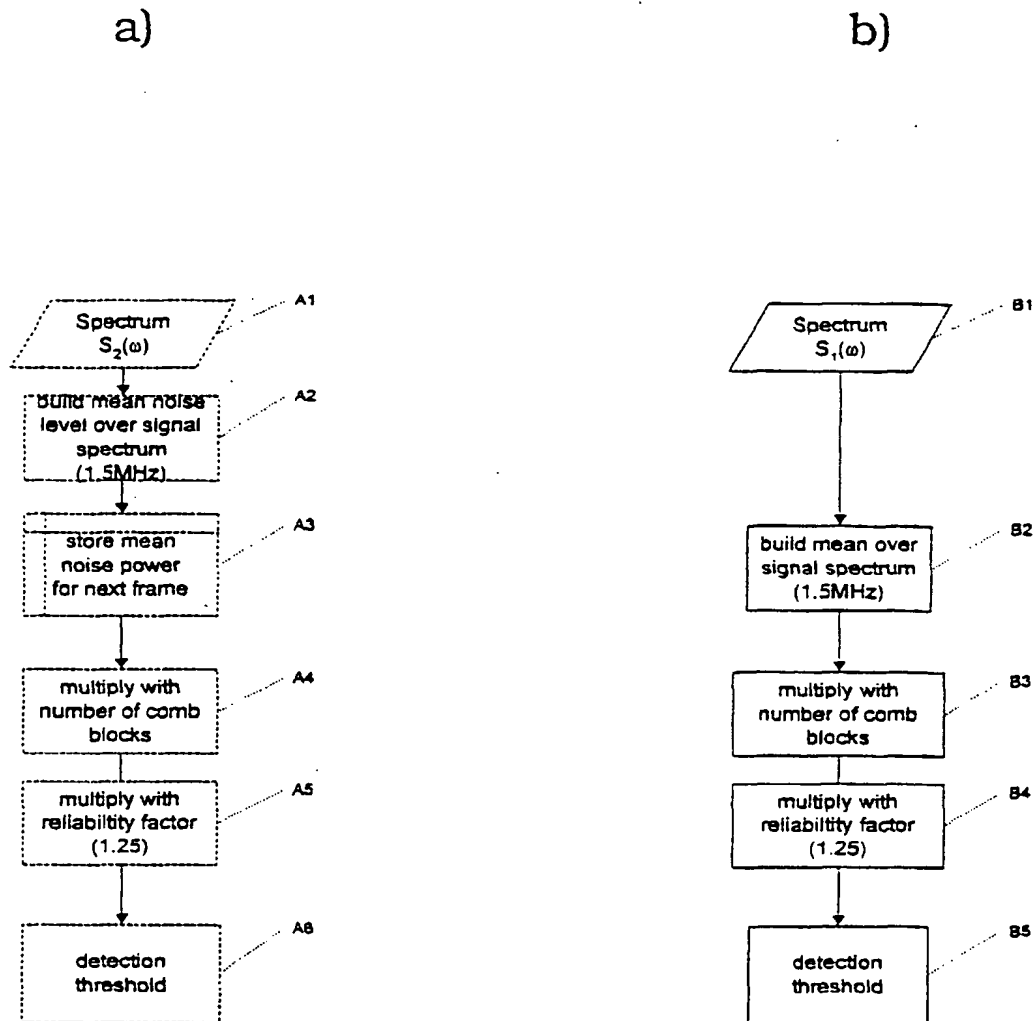 a)
b)
Spectrum
S₂(ω)
A1
build mean noise
level over signal
spectrum
(1.5MHz)
A2
store mean
noise power
for next frame
A3
multiply with
number of comb
blocks
A4
multiply with
reliabiltity factor
(1.25)
A5
detection
threshold
A6
Spectrum
S₁(ω)
B1
build mean over
signal spectrum
(1.5MHz)
B2
multiply with
number of comb
blocks
B3
multiply with
reliabiltity factor
(1.25)
B4
detection
threshold
B5